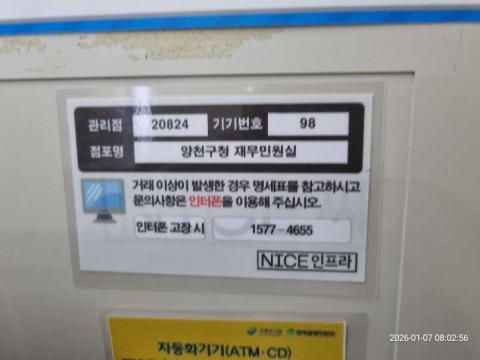 관리점 20824 기기번호 98
점포명 양천구청 재무민원실
거래 이상이 발생한 경우 명세표를 참고하시고
문의사항은 인터폰을 이용해 주십시오.
인터폰 고장 시 1577-4655
NICE인프라
자동화기기(ATM·CD)
2026-01-07 08:02:56